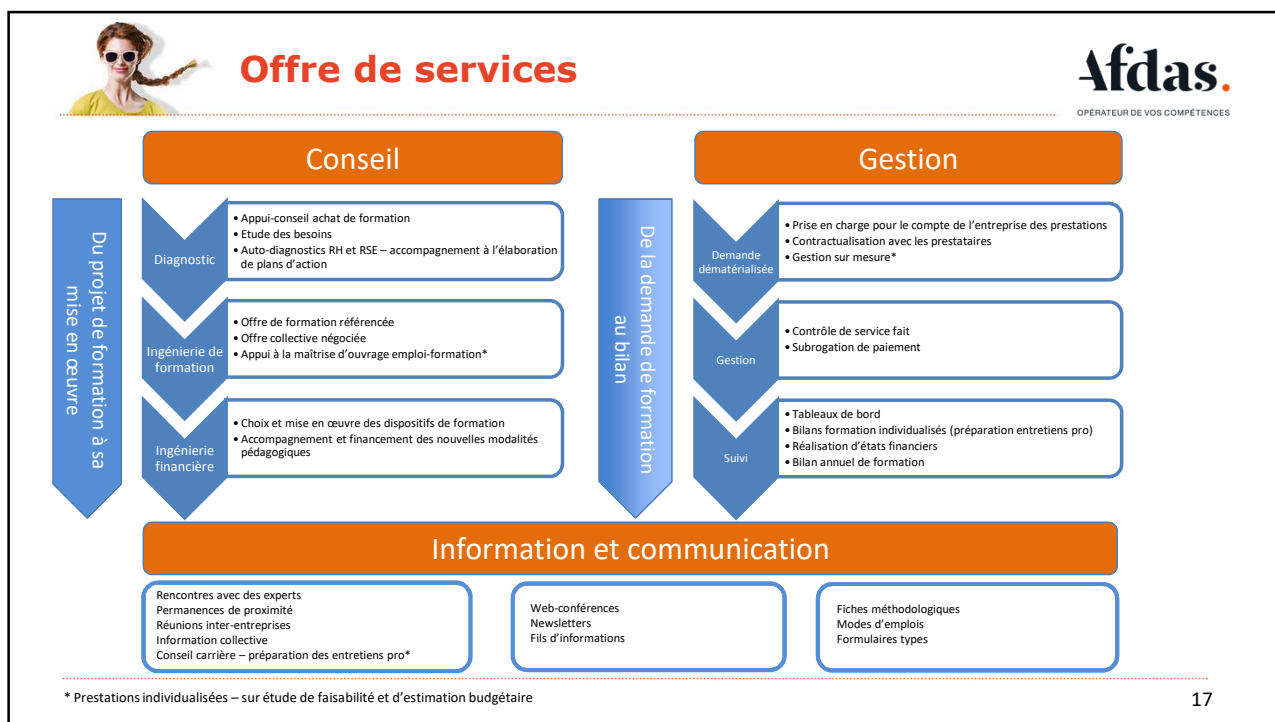 Offre de services
Afdas.
OPÉRATEUR DE VOS COMPÉTENCES
Conseil
Du projet de formation à sa
mise en œuvre
Diagnostic
• Appui-conseil achat de formation
• Etude des besoins
• Auto-diagnostics RH et RSE – accompagnement à l'élaboration
de plans d'action
Ingénierie de
formation
• Offre de formation référencée
• Offre collective négociée
• Appui à la maîtrise d'ouvrage emploi-formation*
Ingénierie
financière
• Choix et mise en œuvre des dispositifs de formation
• Accompagnement et financement des nouvelles modalités
pédagogiques
Gestion
De la demande de formation
au bilan
Demande
dématérialisée
• Prise en charge pour le compte de l'entreprise des prestations
• Contractualisation avec les prestataires
• Gestion sur mesure*
Gestion
• Contrôle de service fait
• Subrogation de paiement
Suivi
• Tableaux de bord
• Bilans formation individualisés (préparation entretiens pro)
• Réalisation d'états financiers
• Bilan annuel de formation
Information et communication
Rencontres avec des experts
Permanences de proximité
Réunions inter-entreprises
Information collective
Conseil carrière – préparation des entretiens pro*
Web-conférences
Newsletters
Fils d'informations
Fiches méthodologiques
Modes d'emplois
Formulaires types
* Prestations individualisées – sur étude de faisabilité et d'estimation budgétaire
17